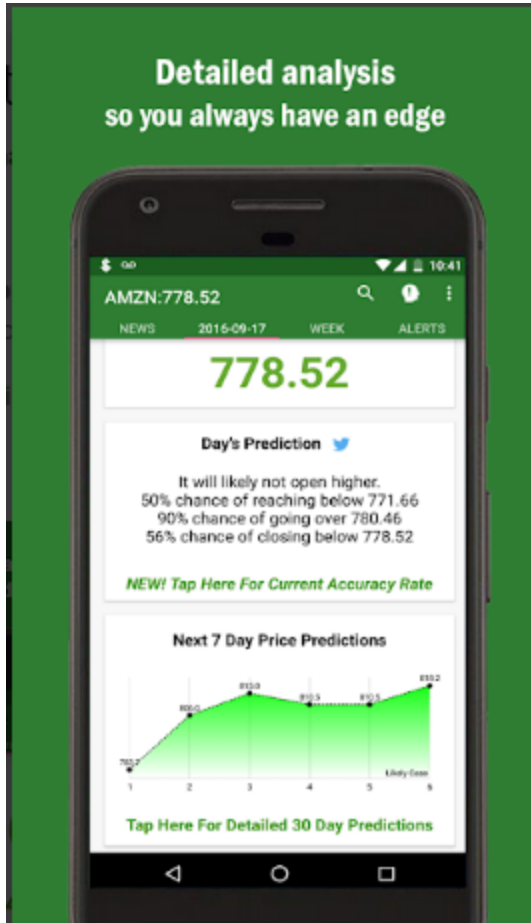 Detailed analysis
so you always have an edge
10:41
AMZN:778.52
NEWS 2016-09-17 WEEK ALERTS
778.52
Day's Prediction
It will likely not open higher.
50% chance of reaching below 771.66
90% chance of going over 780.46
56% chance of closing below 778.52
NEW! Tap Here For Current Accuracy Rate
Next 7 Day Price Predictions
Likely Case
1 2 3 4 5 6
Tap Here For Detailed 30 Day Predictions